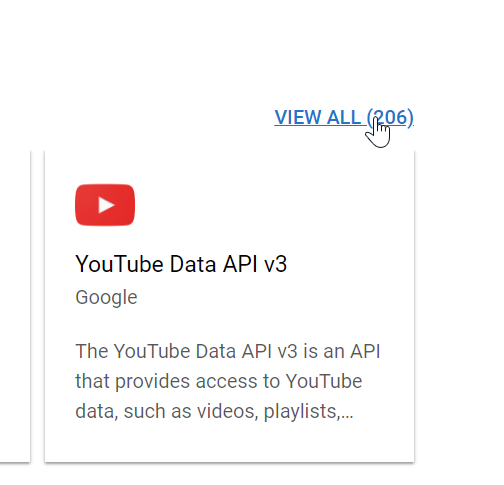 VIEW ALL (206)
YouTube Data API v3
Google
The YouTube Data API v3 is an API
that provides access to YouTube
data, such as videos, playlists,...